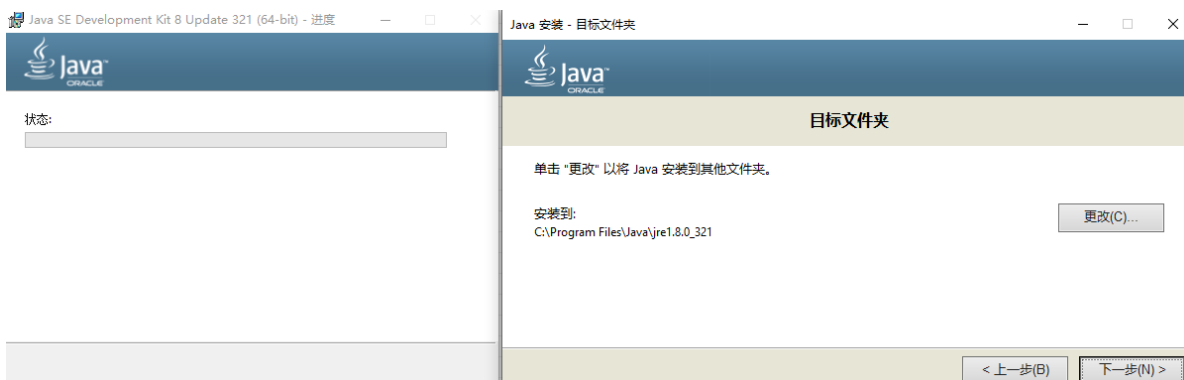 Java SE Development Kit 8 Update 321 (64-bit) - 进度
Java™
ORACLE
状态:
Java 安装 - 目标文件夹
Java™
ORACLE
目标文件夹
单击 "更改" 以将 Java 安装到其他文件夹。
安装到:
更改(C)...
C:\Program Files\Java\jre1.8.0_321
< 上一步(B)
下一步(N) >